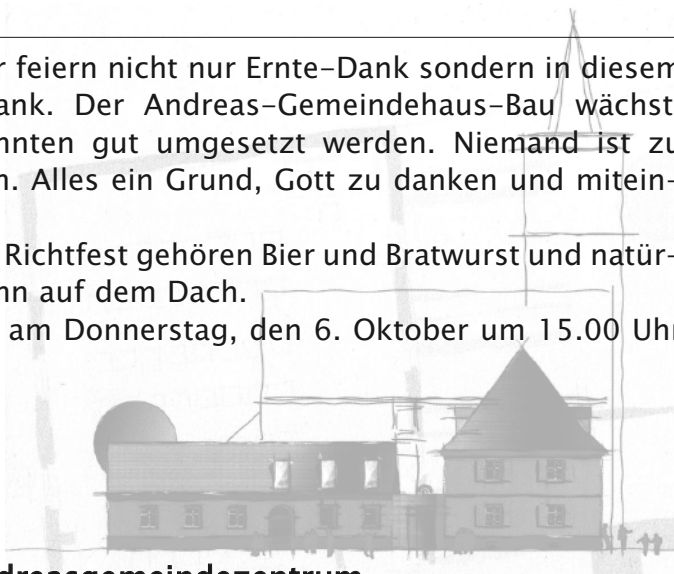 r feiern nicht nur Ernte-Dank sondern in diesem
ank. Der Andreas-Gemeindehaus-Bau wächst
nnten gut umgesetzt werden. Niemand ist zu
n. Alles ein Grund, Gott zu danken und mitein-
Richtfest gehören Bier und Bratwurst und natür-
nn auf dem Dach.
am Donnerstag, den 6. Oktober um 15.00 Uhr
dreasgemeindezentrum